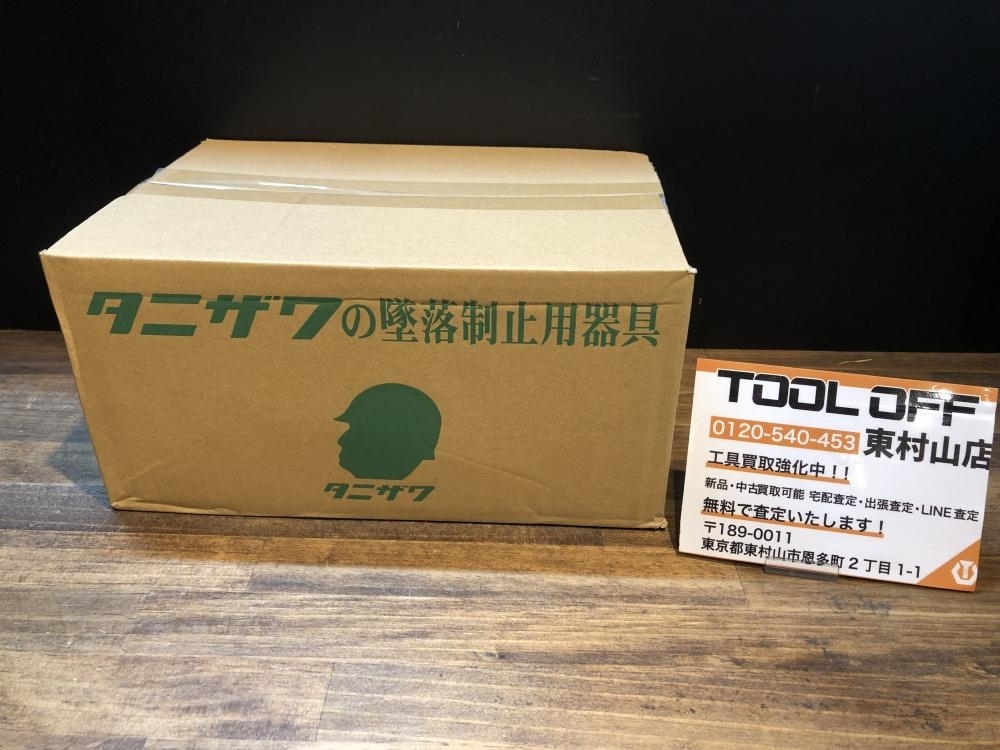 タニザワの墜落制止用器具
タニザワ
TOOL OFF
0120-540-453 東村山店
工具買取強化中！！
新品・中古買取可能 宅配査定・出張査定・LINE査定
無料で査定いたします！
〒189-0011
東京都東村山市恩多町２丁目1-1